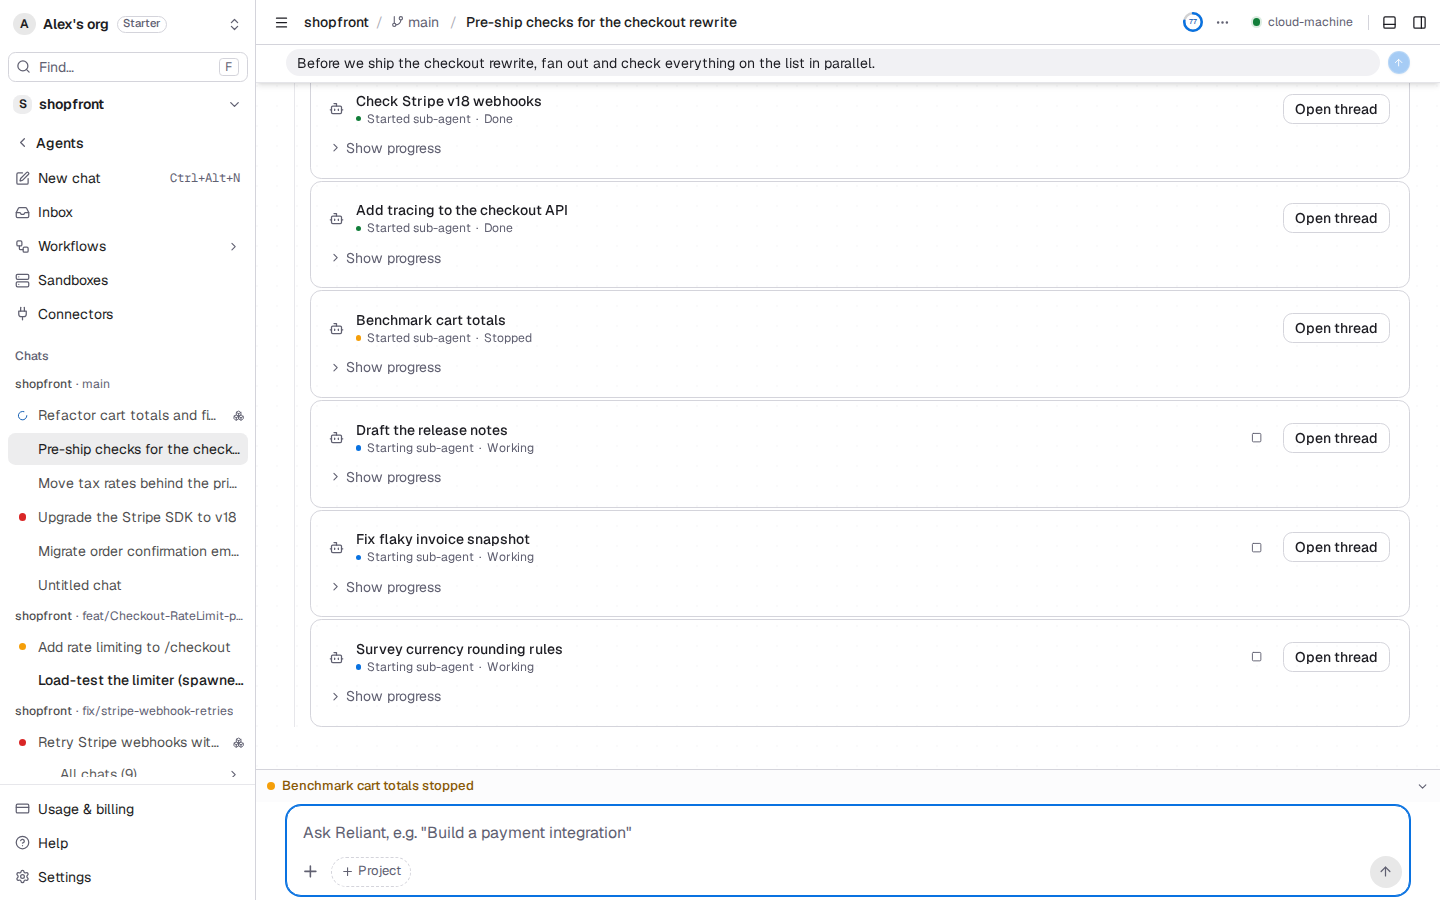 A Alex's org Starter
Find... F
S shopfront
Agents
New chat Ctrl+Alt+N
Inbox
Workflows
Sandboxes
Connectors
Chats
shopfront · main
Refactor cart totals and fi...
Pre-ship checks for the check...
Move tax rates behind the pri...
Upgrade the Stripe SDK to v18
Migrate order confirmation em...
Untitled chat
shopfront · feat/Checkout-RateLimit-p...
Add rate limiting to /checkout
Load-test the limiter (spawne...
shopfront · fix/stripe-webhook-retries
Retry Stripe webhooks wit...
All chats (9)
Usage & billing
Help
Settings
shopfront / main / Pre-ship checks for the checkout rewrite
77 cloud-machine
Before we ship the checkout rewrite, fan out and check everything on the list in parallel.
Check Stripe v18 webhooks
Started sub-agent · Done
Open thread
Show progress
Add tracing to the checkout API
Started sub-agent · Done
Open thread
Show progress
Benchmark cart totals
Started sub-agent · Stopped
Open thread
Show progress
Draft the release notes
Starting sub-agent · Working
Open thread
Show progress
Fix flaky invoice snapshot
Starting sub-agent · Working
Open thread
Show progress
Survey currency rounding rules
Starting sub-agent · Working
Open thread
Show progress
Benchmark cart totals stopped
Ask Reliant, e.g. "Build a payment integration"
Project